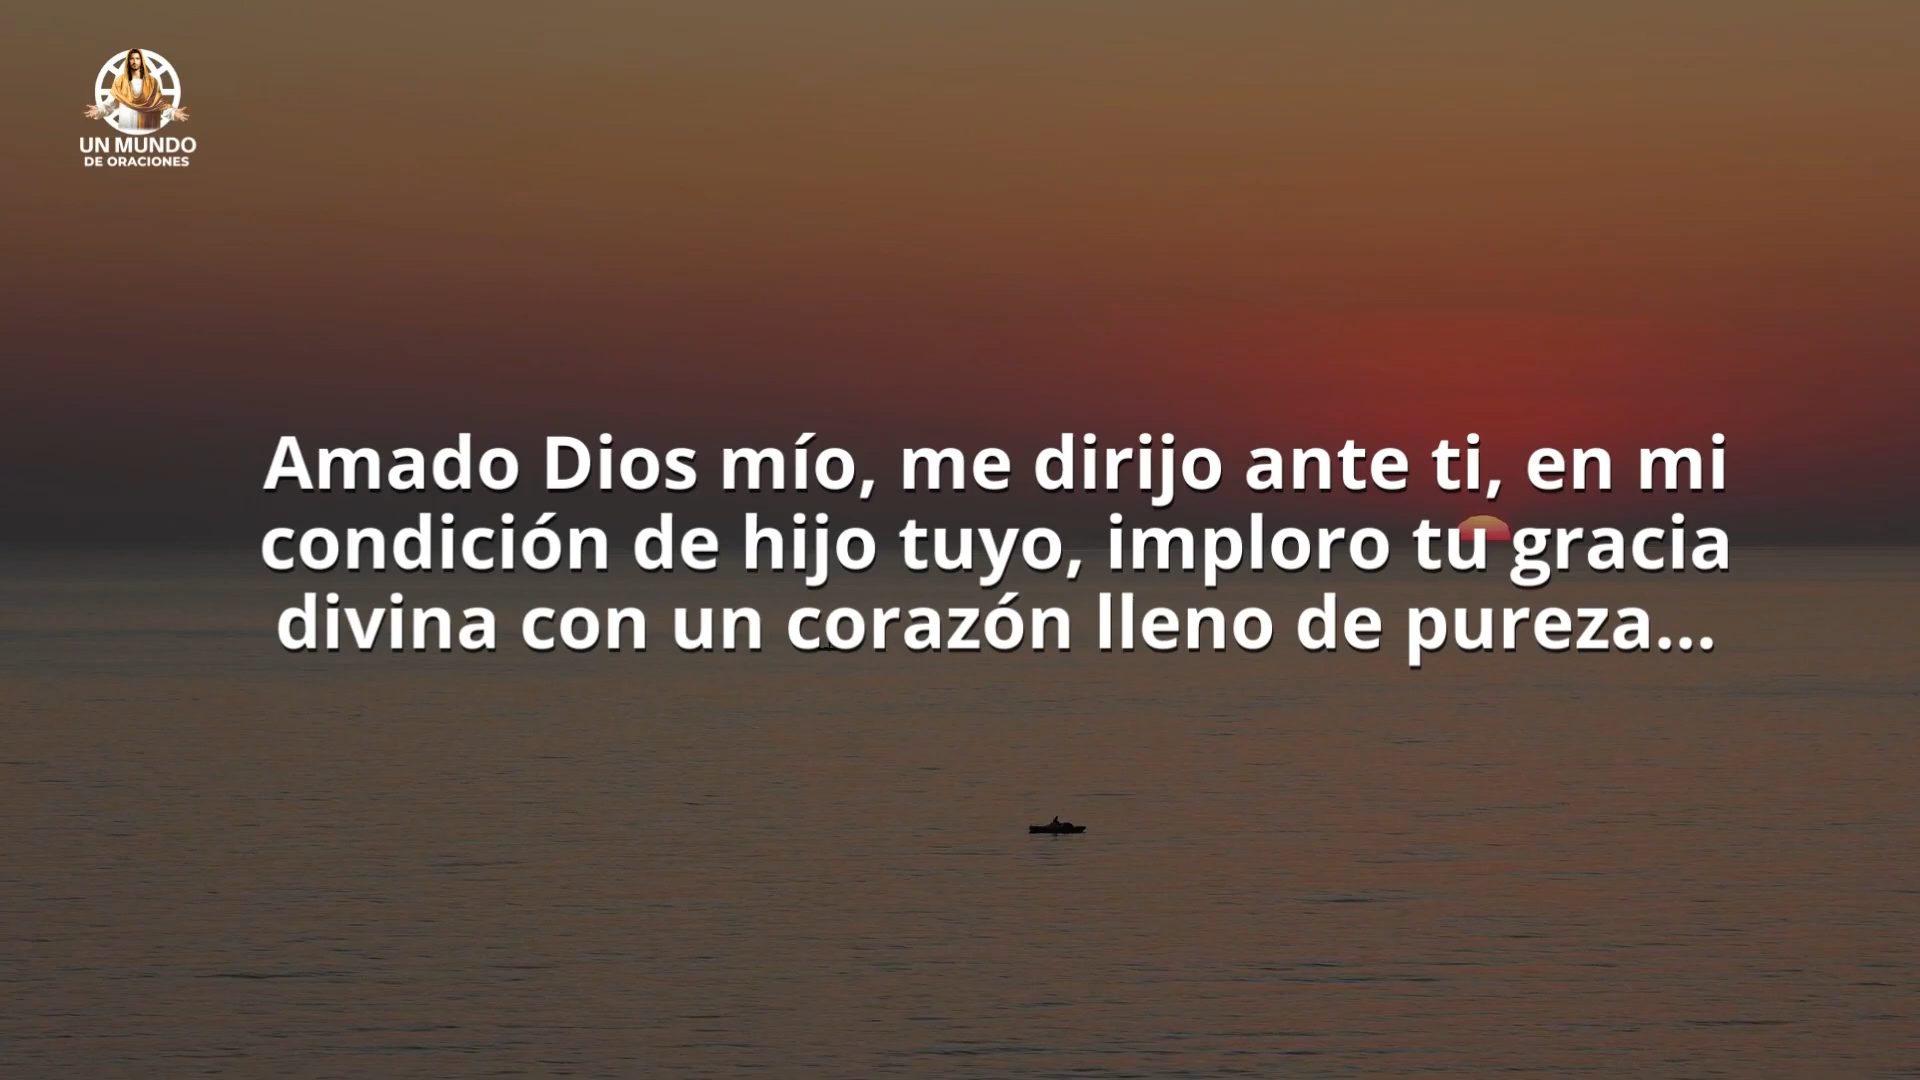 UN MUNDO
DE ORACIONES
Amado Dios mío, me dirijo ante ti, en mi
condición de hijo tuyo, imploro tu gracia
divina con un corazón lleno de pureza...